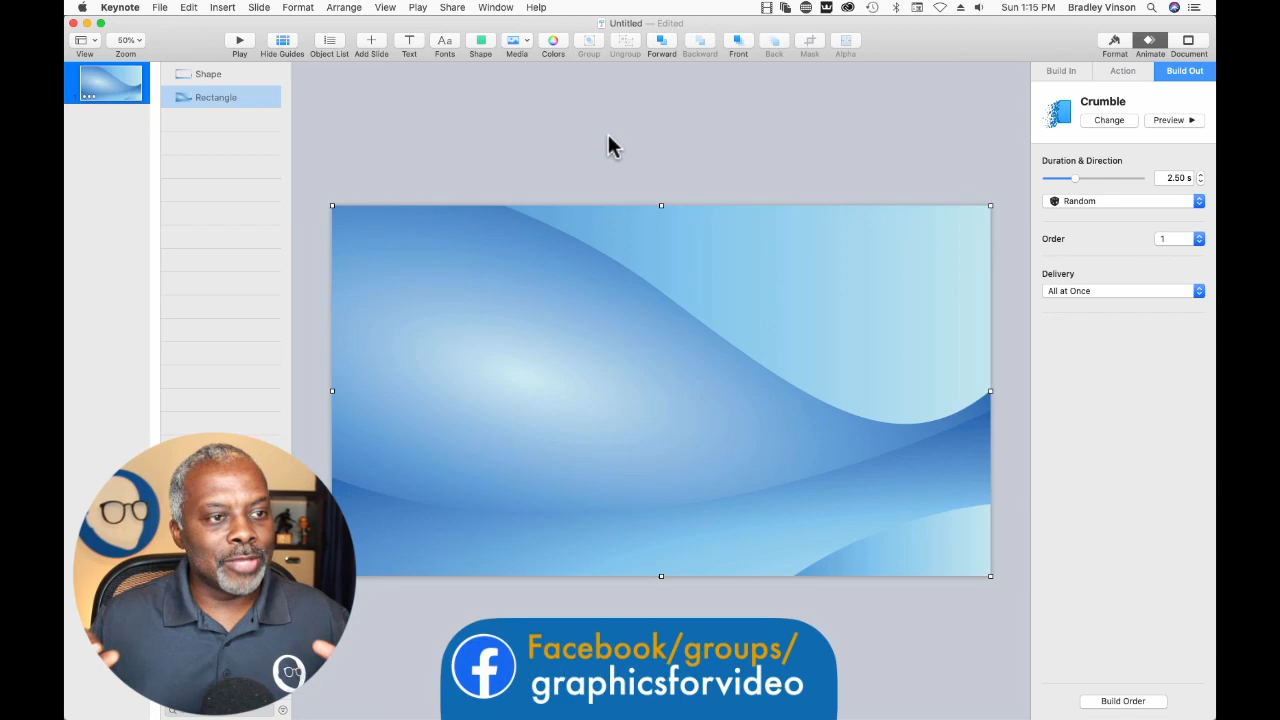 Keynote File Edit Insert Slide Format Arrange View Play Share Window Help Sun 1:15 PM Bradley Vinson
Untitled — Edited
50%
View Zoom Play Hide Guides Object List Add Slide Text Fonts Shape Media Colors Group Ungroup Forward Backward Front Back Mask Alpha Format Animate Document
Build In Action Build Out
Shape
Rectangle
Crumble
Change Preview
Duration & Direction
2.50 s
Random
Order 1
Delivery
All at Once
Facebook/groups/
graphicsforvideo
Build Order